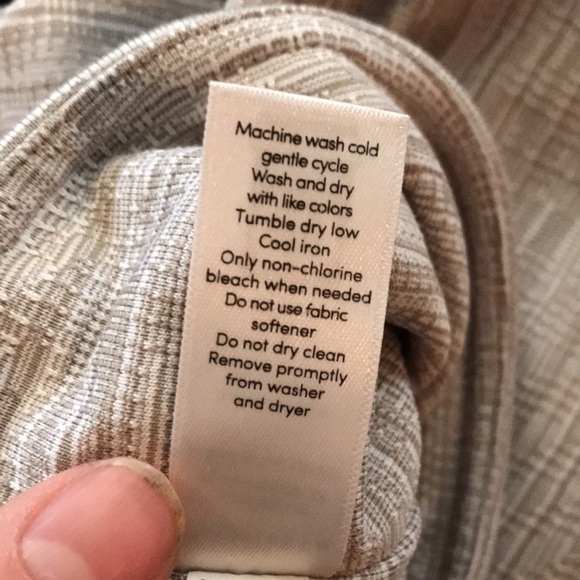 Machine wash cold
gentle cycle
Wash and dry
with like colors
Tumble dry low
Cool iron
Only non-chlorine
bleach when needed
Do not use fabric
softener
Do not dry clean
Remove promptly
from washer
and dryer